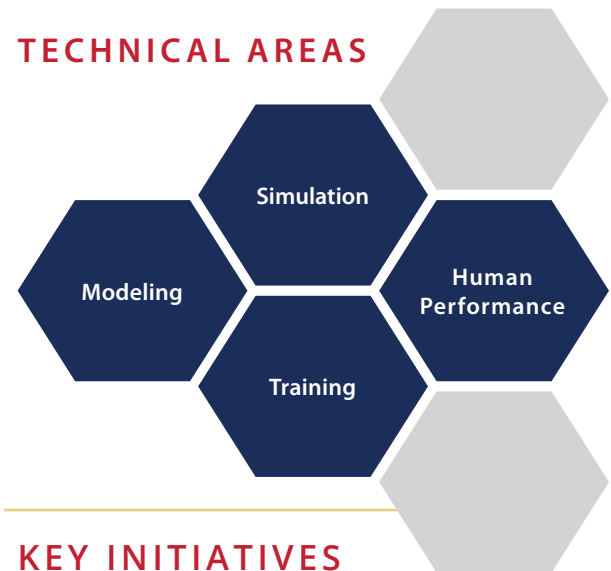 TECHNICAL AREAS
Simulation
Modeling
Human
Performance
Training
KEY INITIATIVES